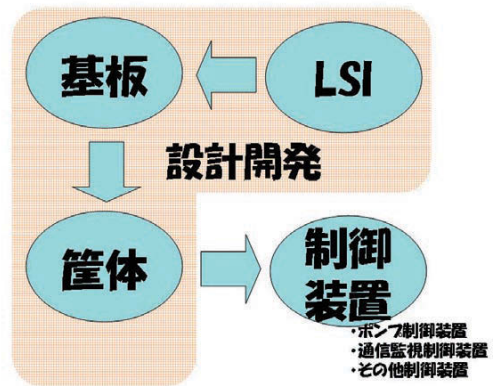 基板
LSI
設計開発
筐体
制御
装置
・ポンプ制御装置
・通信監視制御装置
・その他制御装置